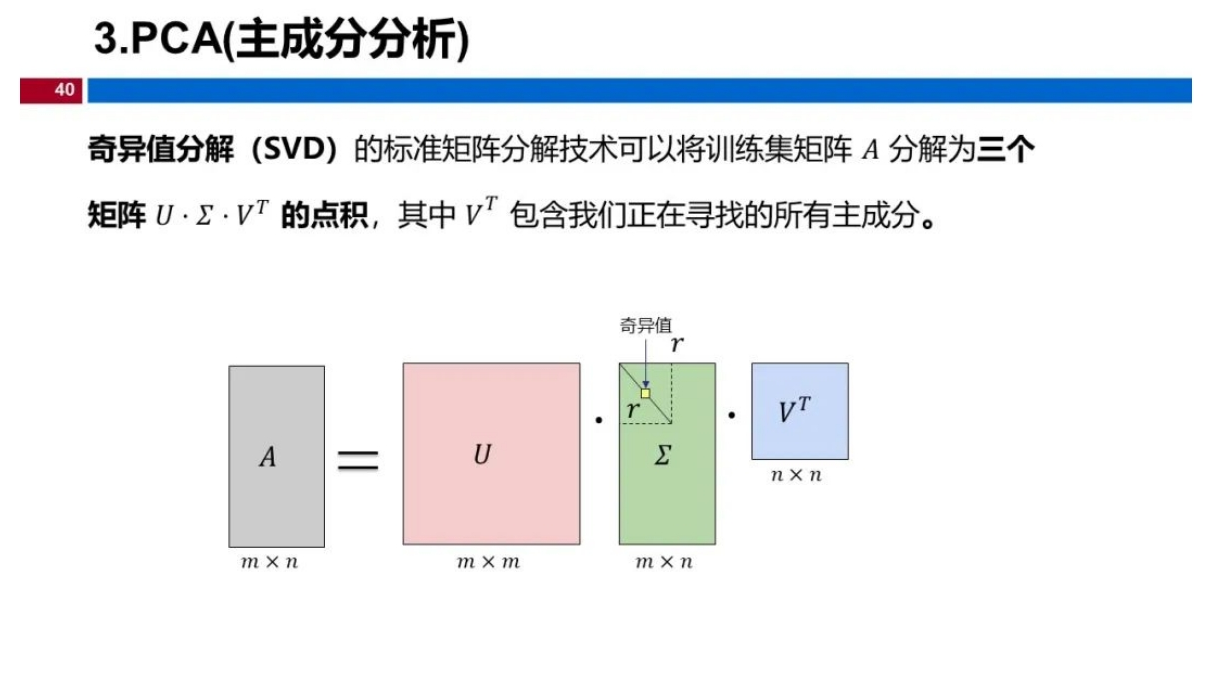 3.PCA(主成分分析)
40
奇异值分解（SVD）的标准矩阵分解技术可以将训练集矩阵 A 分解为三个
矩阵 U · Σ · V^T 的点积，其中 V^T 包含我们正在寻找的所有主成分。
奇异值
r
r
A
=
U
·
Σ
·
V^T
n × n
m × n
m × m
m × n